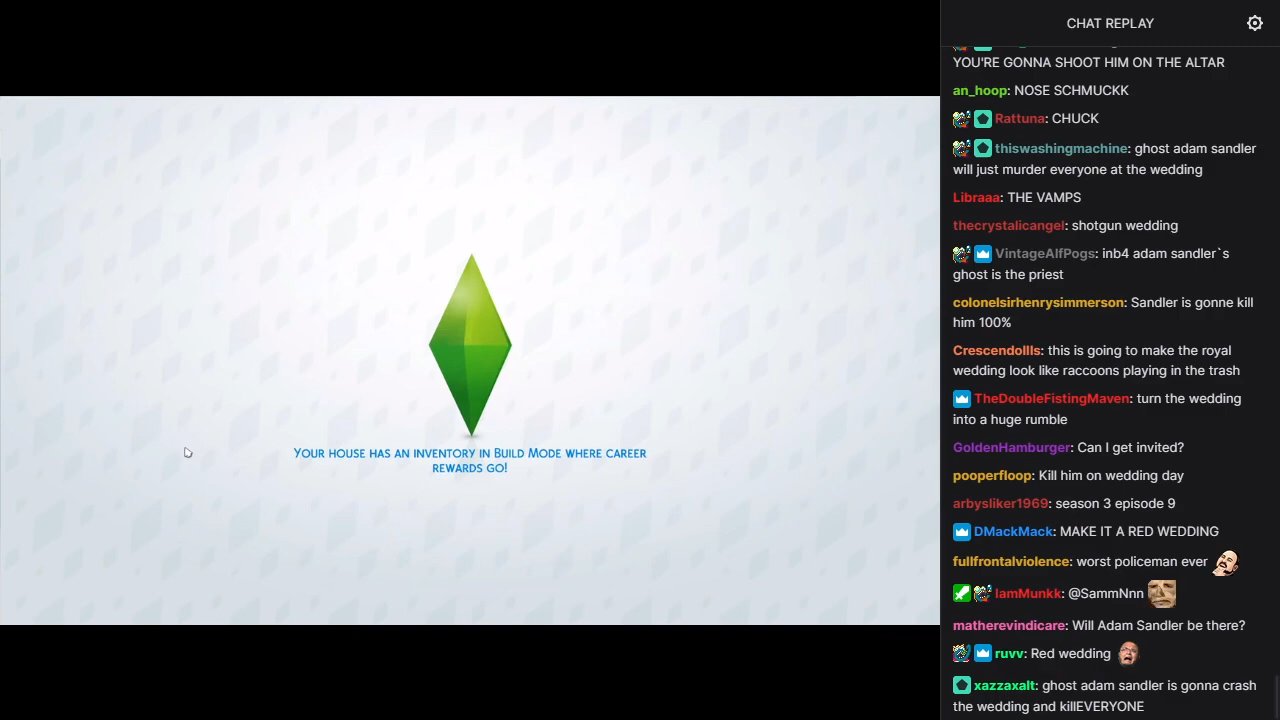 YOUR HOUSE HAS AN INVENTORY IN BUILD MODE WHERE CAREER
REWARDS GO!
CHAT REPLAY
YOU'RE GONNA SHOOT HIM ON THE ALTAR
an_hoop: NOSE SCHMUCKK
Rattuna: CHUCK
thiswashingmachine: ghost adam sandler
will just murder everyone at the wedding
Libraaa: THE VAMPS
thecrystalicangel: shotgun wedding
VintageAlfPogs: inb4 adam sandler`s
ghost is the priest
colonelsirhenrysimmerson: Sandler is gonne kill
him 100%
Crescendollls: this is going to make the royal
wedding look like raccoons playing in the trash
TheDoubleFistingMaven: turn the wedding
into a huge rumble
GoldenHamburger: Can I get invited?
pooperfloop: Kill him on wedding day
arbysliker1969: season 3 episode 9
DMackMack: MAKE IT A RED WEDDING
fullfrontalviolence: worst policeman ever
IamMunkk: @SammNnn
matherevindicare: Will Adam Sandler be there?
ruvv: Red wedding
xazzaxalt: ghost adam sandler is gonna crash
the wedding and killEVERYONE